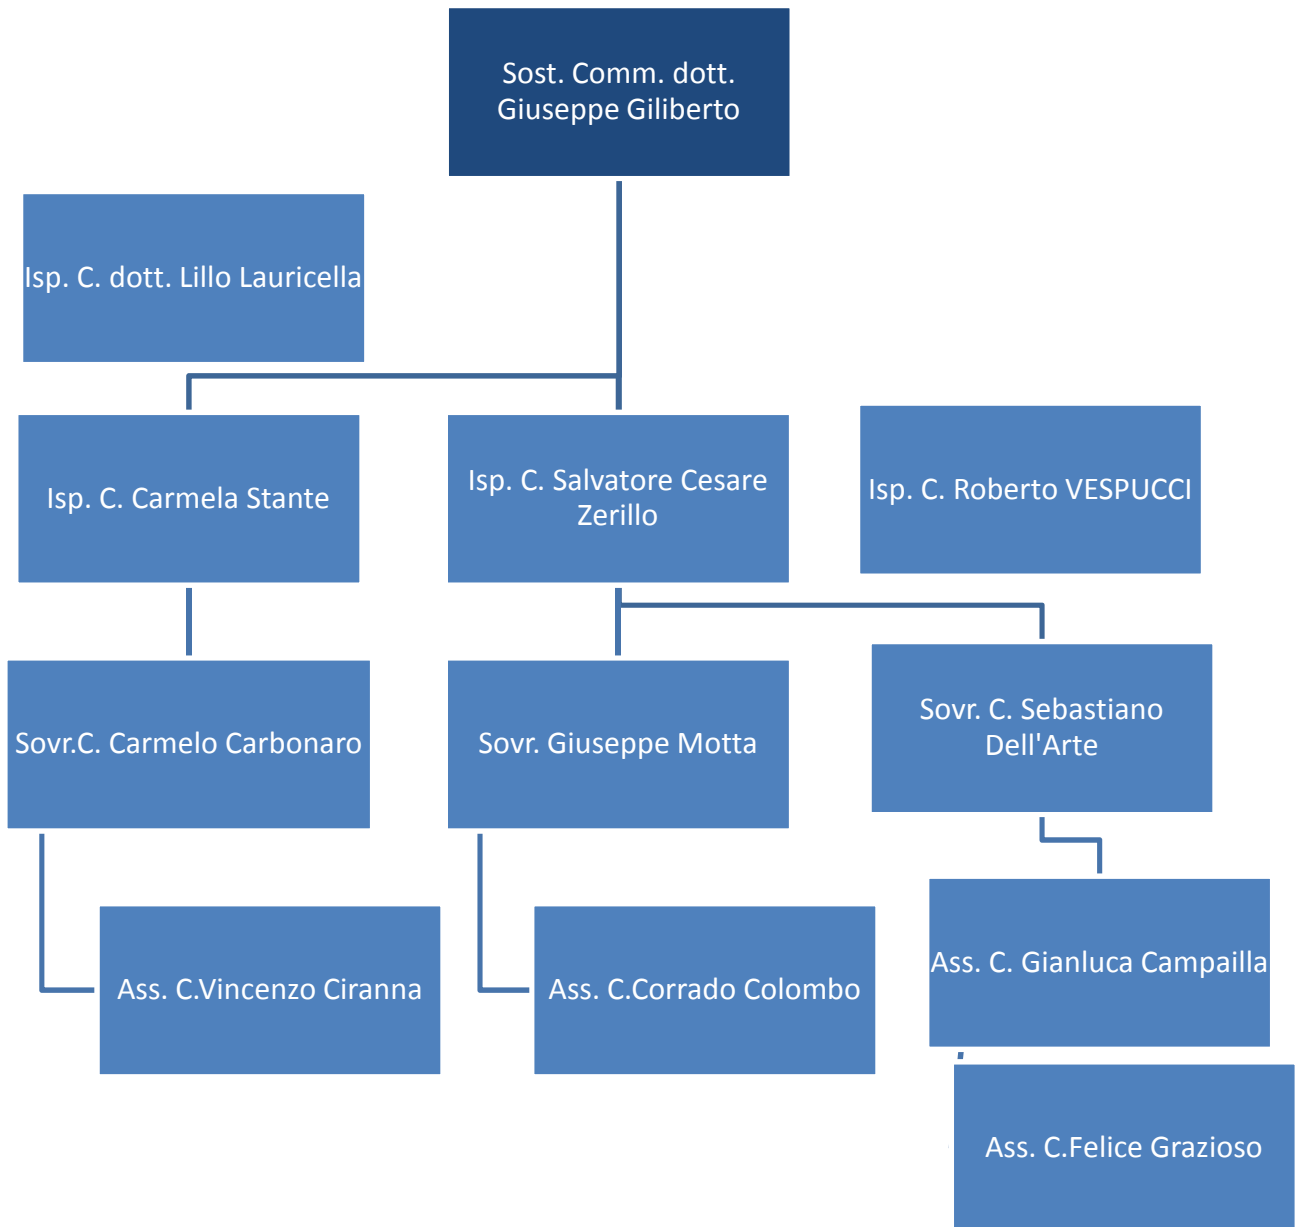 Sost. Comm. dott.
Giuseppe Giliberto
Isp. C. dott. Lillo Lauricella
Isp. C. Carmela Stante
Isp. C. Salvatore Cesare
Zerillo
Isp. C. Roberto VESPUCCI
Sovr.C. Carmelo Carbonaro
Sovr. Giuseppe Motta
Sovr. C. Sebastiano
Dell'Arte
Ass. C.Vincenzo Ciranna
Ass. C.Corrado Colombo
Ass. C. Gianluca Campailla
Ass. C.Felice Grazioso